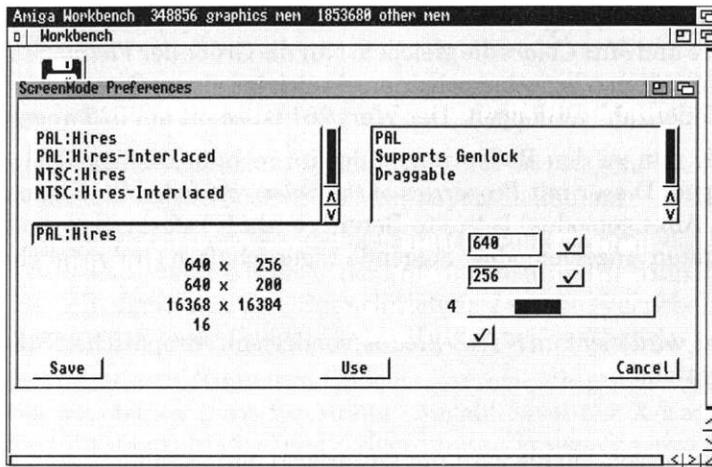 Amiga Workbench 348856 graphics mem 1853680 other mem
Workbench
ScreenMode Preferences
PAL:Hires
PAL:Hires-Interlaced
NTSC:Hires
NTSC:Hires-Interlaced
PAL:Hires
PAL
Supports Genlock
Draggable
640 x 256
640 x 200
16368 x 16384
16
640
256
4
Save
Use
Cancel